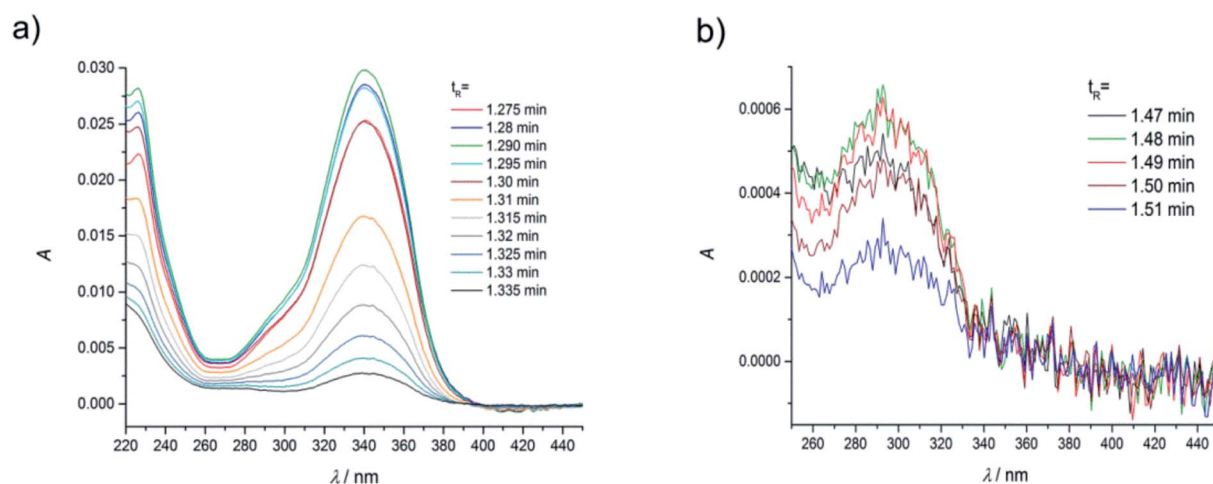 a)
0.030
0.025
0.020
0.015
0.010
0.005
0.000
A
220 240 260 280 300 320 340 360 380 400 420 440
λ / nm
tR=
1.275 min
1.28 min
1.290 min
1.295 min
1.30 min
1.31 min
1.315 min
1.32 min
1.325 min
1.33 min
1.335 min
b)
0.0006
0.0004
0.0002
0.0000
A
260 280 300 320 340 360 380 400 420 440
λ / nm
tR=
1.47 min
1.48 min
1.49 min
1.50 min
1.51 min